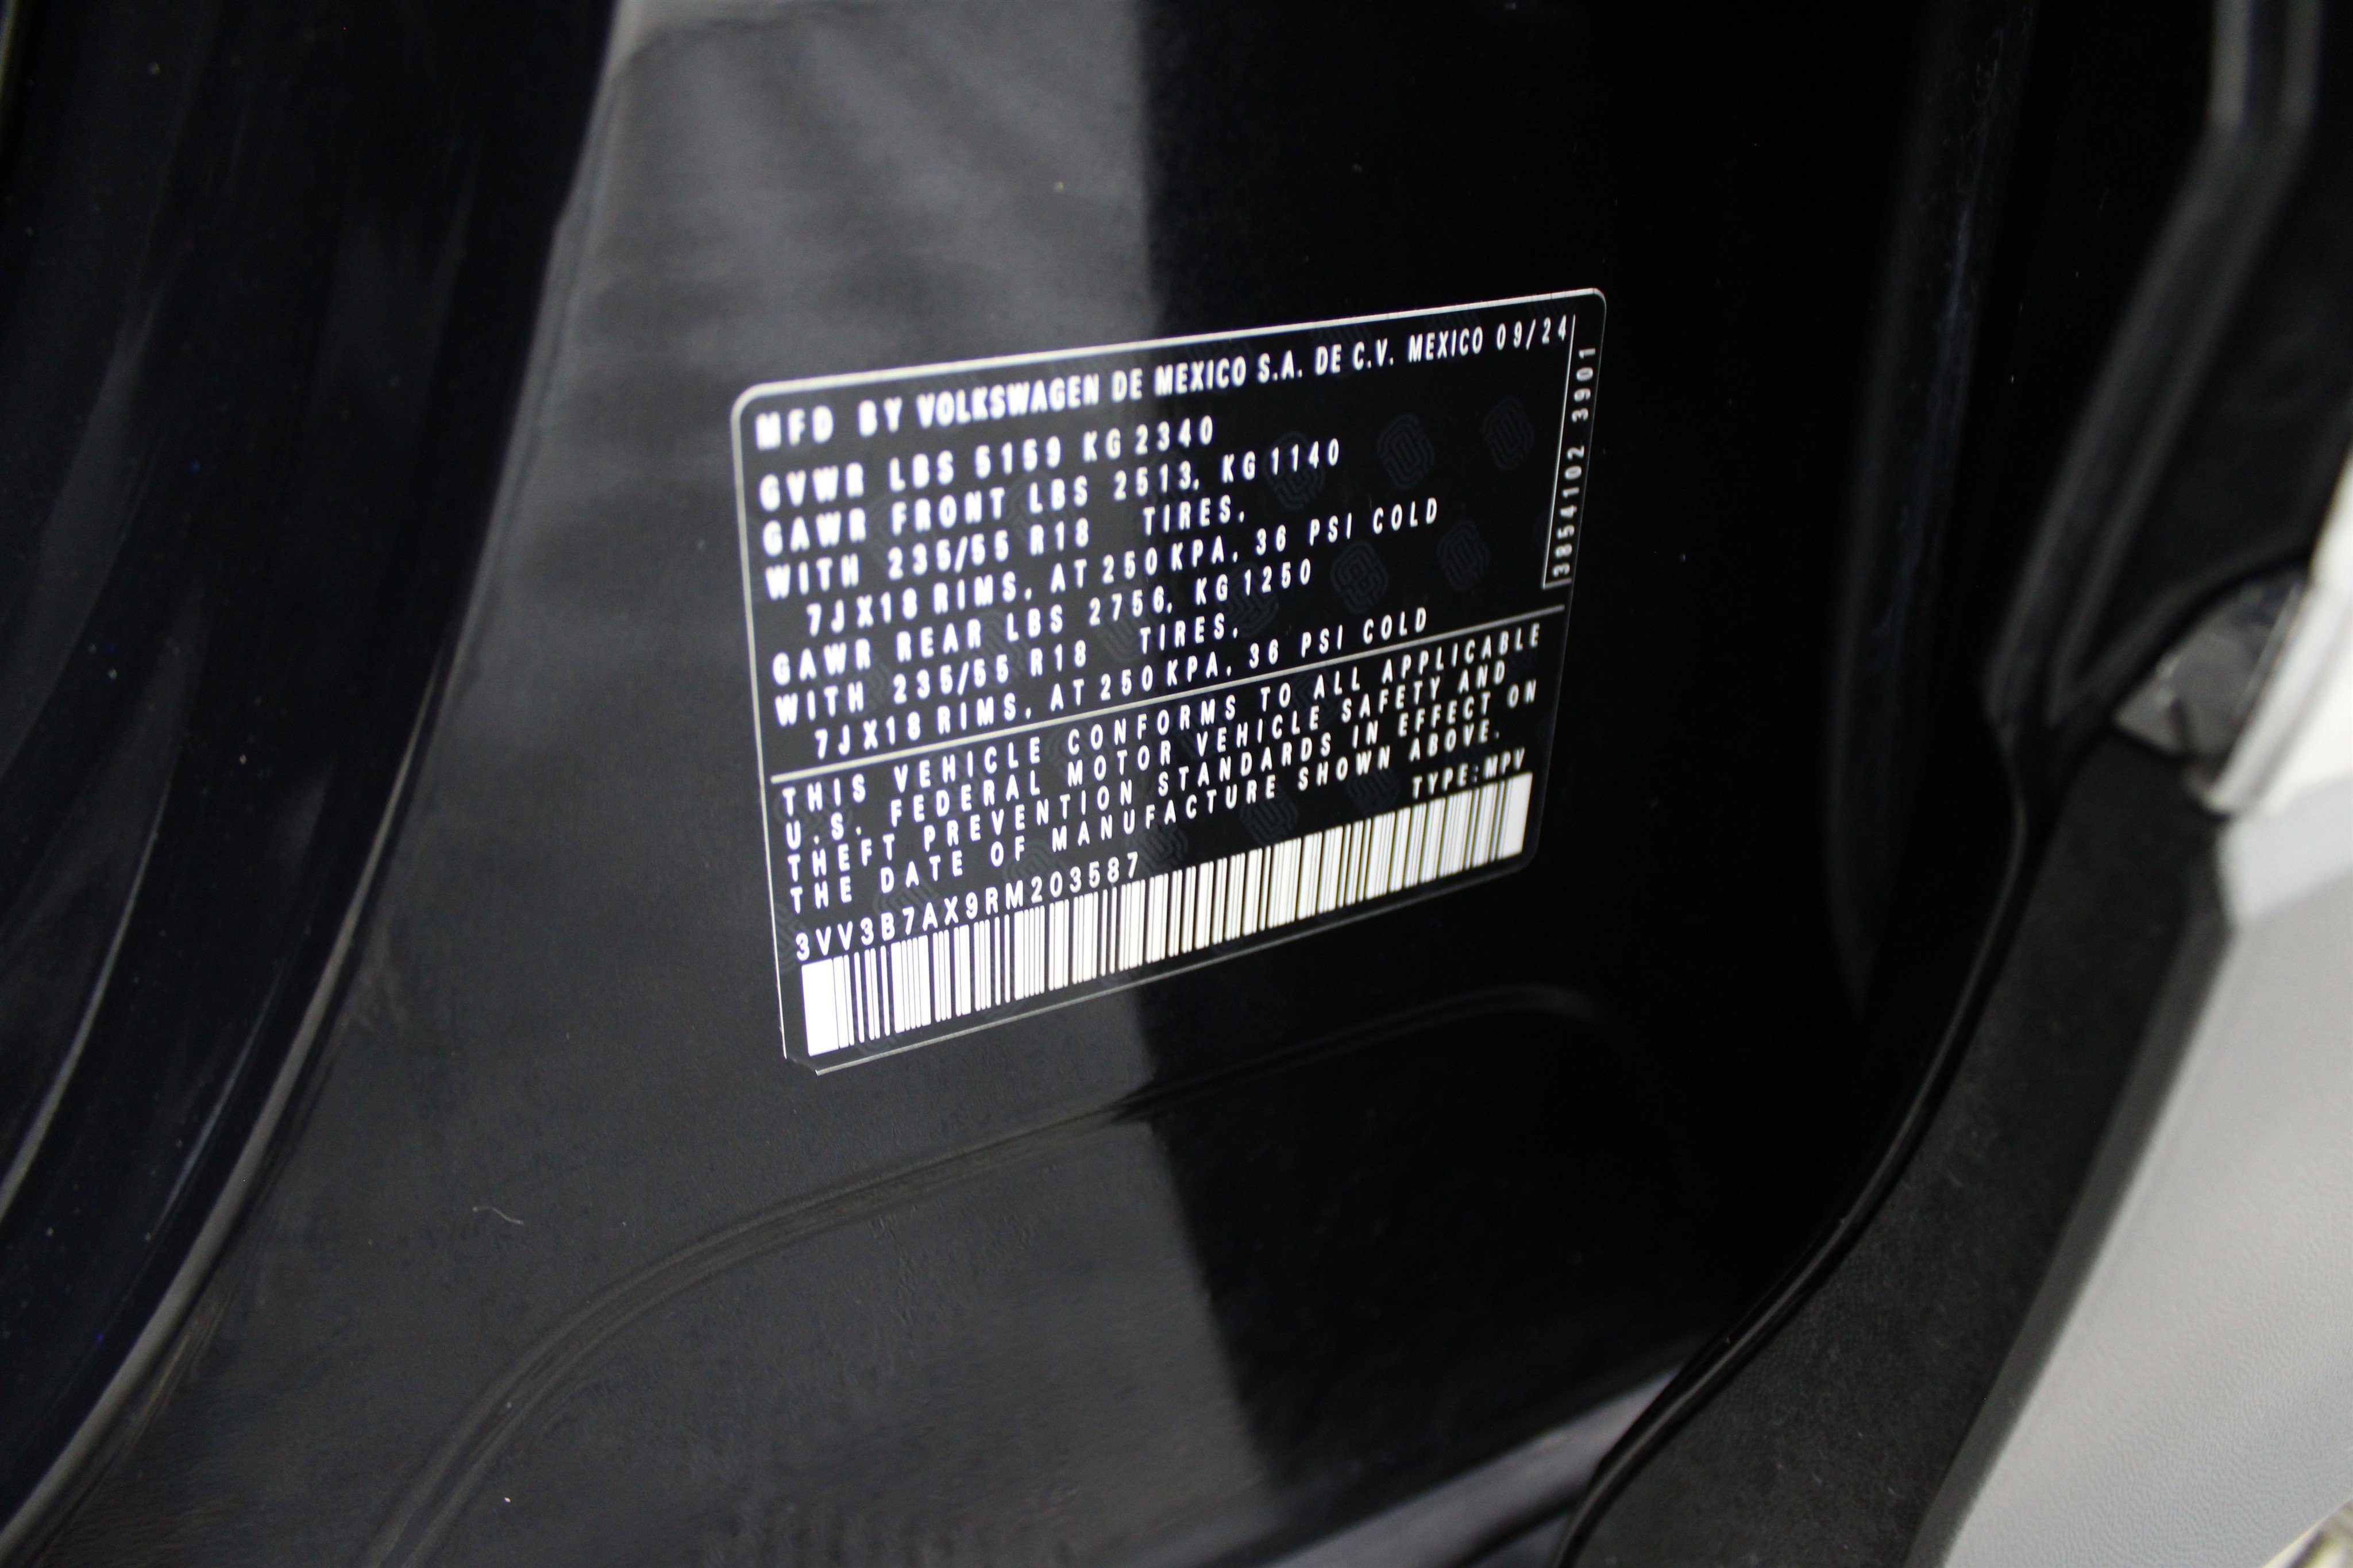 MFD BY VOLKSWAGEN DE MEXICO S.A. DE C.V. MEXICO 09/24
GVWR LBS 5159 KG 2340
GAWR FRONT LBS 2513, KG 1140
WITH 235/55 R18 TIRES,
7JX18 RIMS, AT 250 KPA, 36 PSI COLD
GAWR REAR LBS 2756, KG 1250
WITH 235/55 R18 TIRES,
7JX18 RIMS, AT 250 KPA, 36 PSI COLD
3854102 3901
THIS VEHICLE CONFORMS TO ALL APPLICABLE
U.S. FEDERAL MOTOR VEHICLE SAFETY AND
THEFT PREVENTION STANDARDS IN EFFECT ON
THE DATE OF MANUFACTURE SHOWN ABOVE.
TYPE:MPV
3VV3B7AX9RM203587